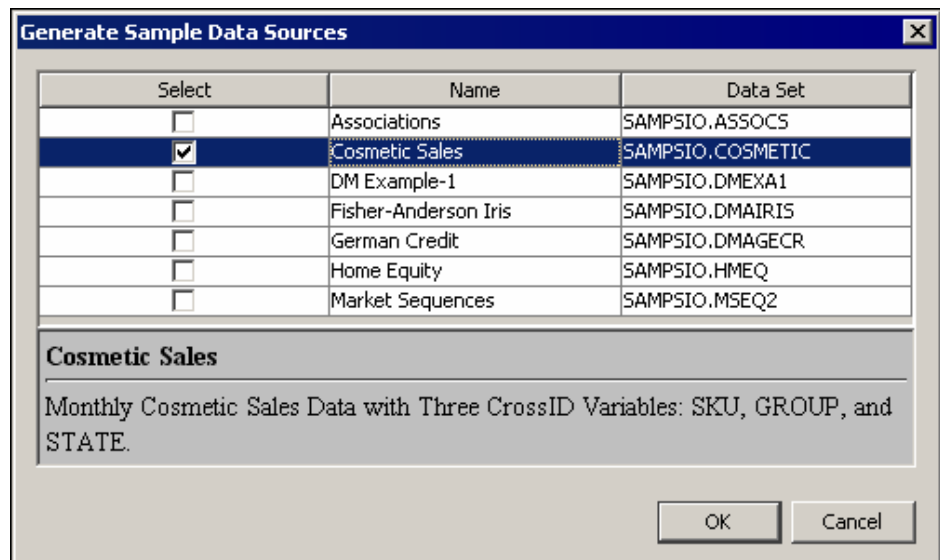 Generate Sample Data Sources
Select Name Data Set
Associations SAMPSIO.ASSOCS
Cosmetic Sales SAMPSIO.COSMETIC
DM Example-1 SAMPSIO.DMEXA1
Fisher-Anderson Iris SAMPSIO.DMAIRIS
German Credit SAMPSIO.DMAGECR
Home Equity SAMPSIO.HMEQ
Market Sequences SAMPSIO.MSEQ2
Cosmetic Sales
Monthly Cosmetic Sales Data with Three CrossID Variables: SKU, GROUP, and
STATE.
OK Cancel